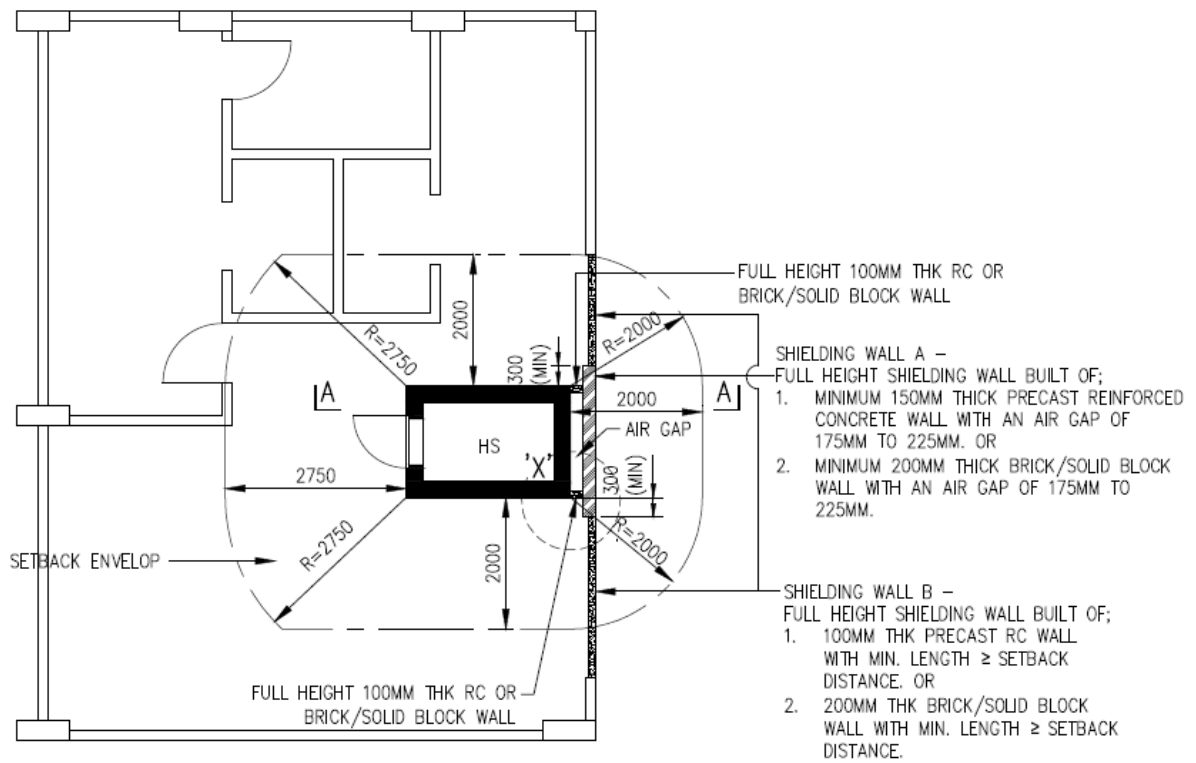 FULL HEIGHT 100MM THK RC OR
BRICK/SOLID BLOCK WALL
R=2750
2000
300
(MIN)
R=2000
SHIELDING WALL A –
FULL HEIGHT SHIELDING WALL BUILT OF;
1. MINIMUM 150MM THICK PRECAST REINFORCED
CONCRETE WALL WITH AN AIR GAP OF
175MM TO 225MM. OR
2. MINIMUM 200MM THICK BRICK/SOLID BLOCK
WALL WITH AN AIR GAP OF 175MM TO
225MM.
A
2000
A
AIR GAP
HS
'X'
2750
300
(MIN)
SETBACK ENVELOP
R=2750
2000
R=2000
SHIELDING WALL B –
FULL HEIGHT SHIELDING WALL BUILT OF;
1. 100MM THK PRECAST RC WALL
WITH MIN. LENGTH ≥ SETBACK
DISTANCE. OR
2. 200MM THK BRICK/SOLID BLOCK
WALL WITH MIN. LENGTH ≥ SETBACK
DISTANCE.
FULL HEIGHT 100MM THK RC OR
BRICK/SOLID BLOCK WALL